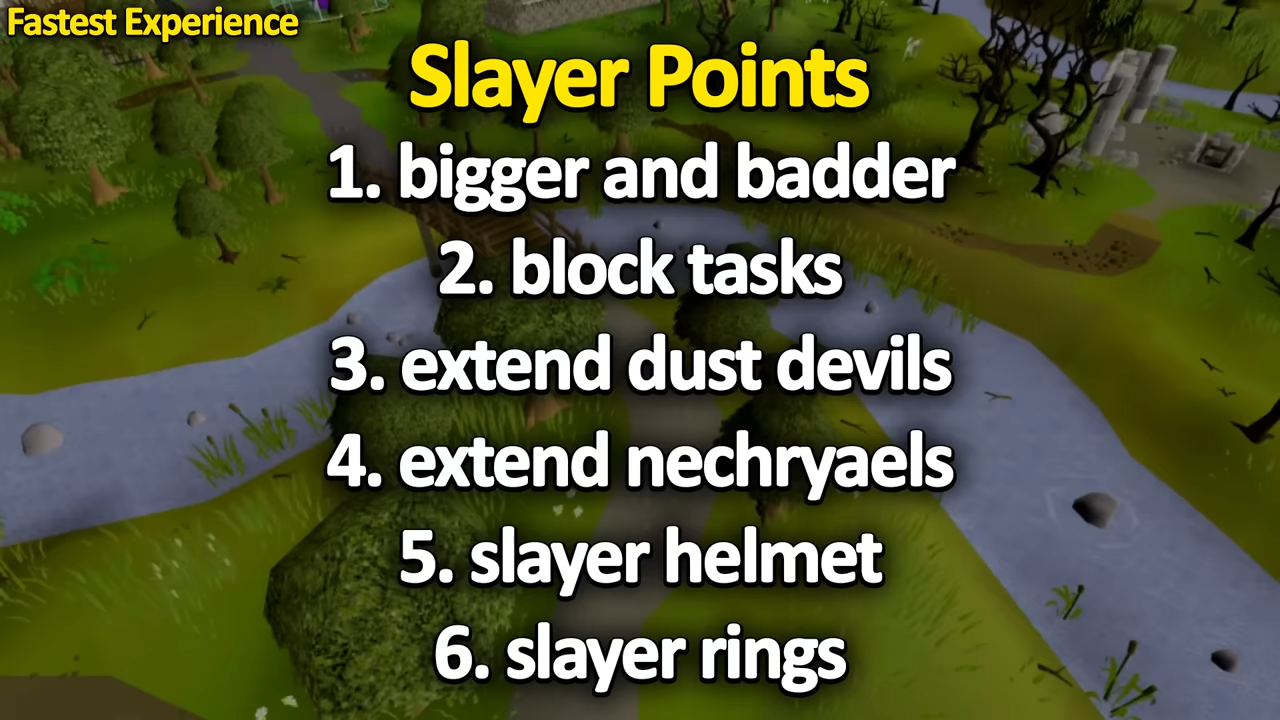 Fastest Experience
Slayer Points
1. bigger and badder
2. block tasks
3. extend dust devils
4. extend nechryaels
5. slayer helmet
6. slayer rings